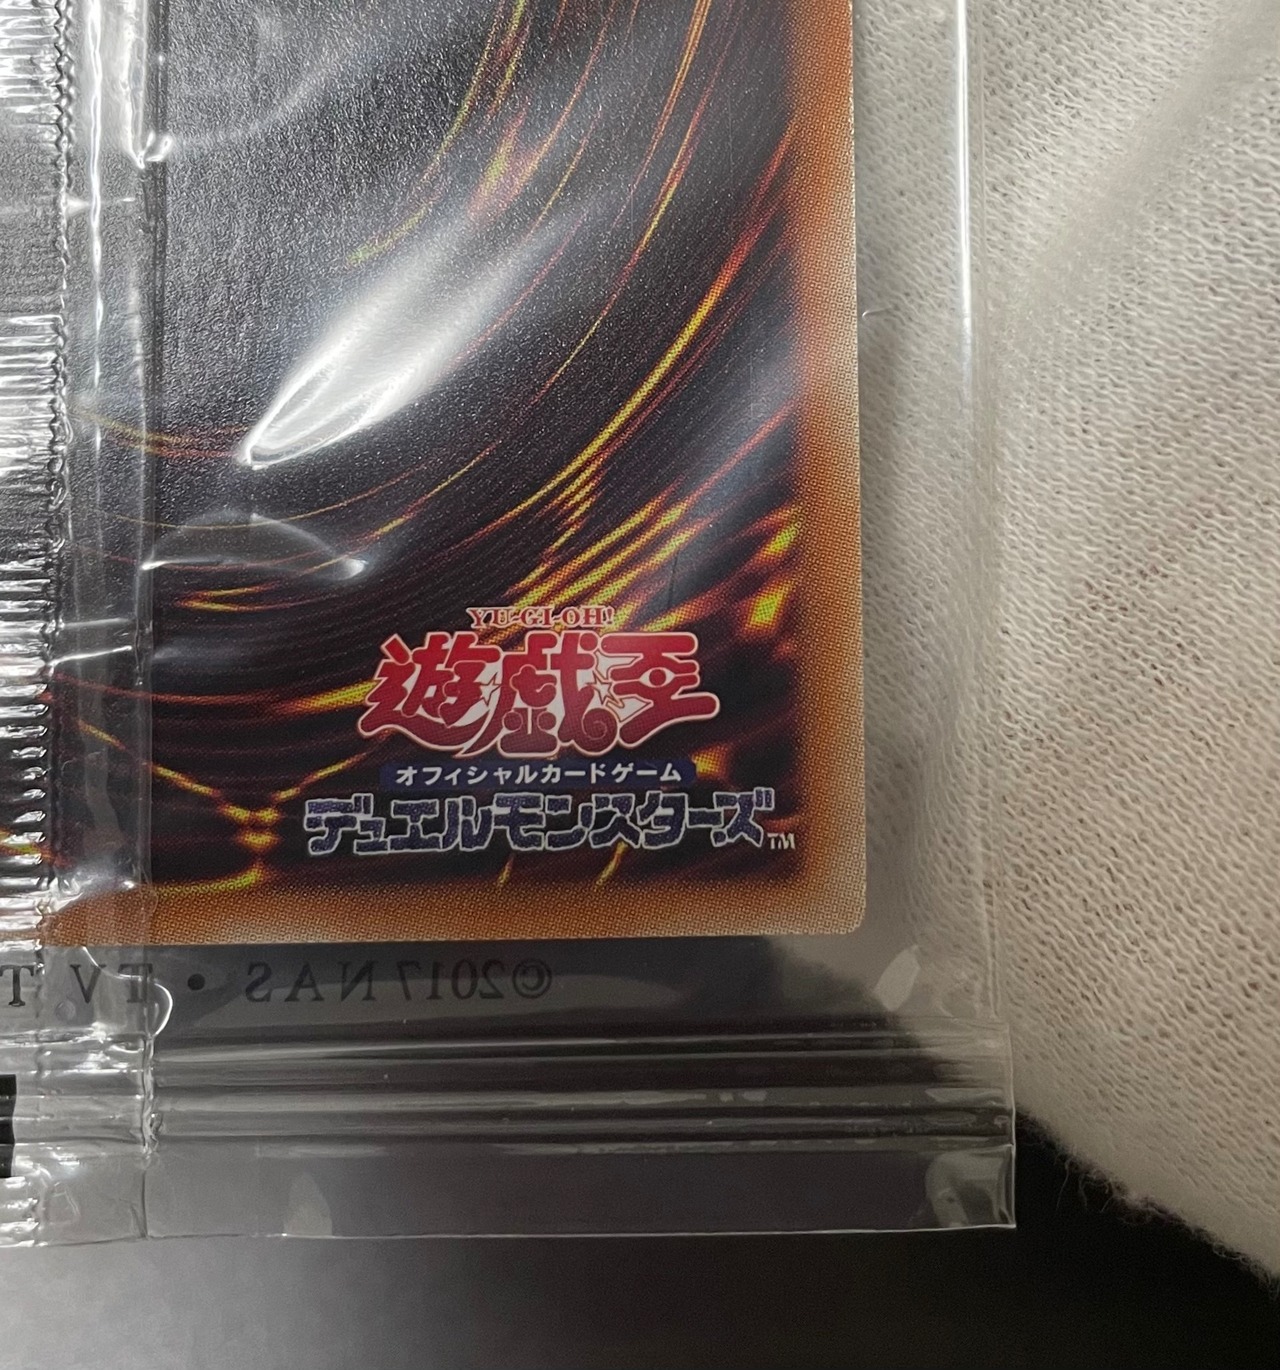 YU-GI-OH!
遊戯王
オフィシャルカードゲーム
デュエルモンスターズ TM
©2017 NAS • TV T